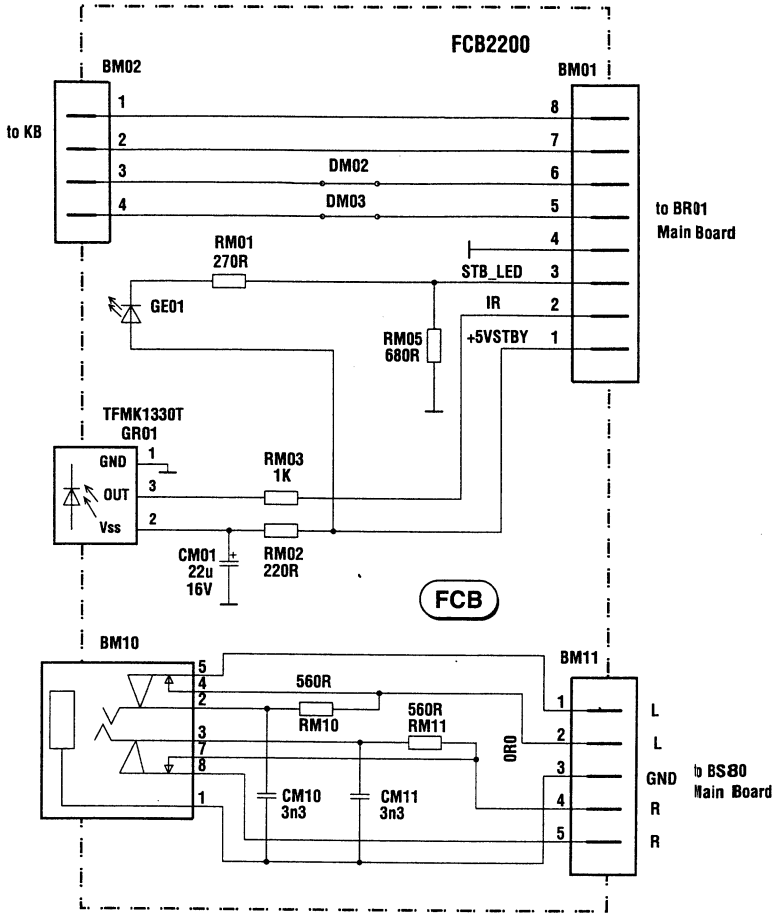 FCB2200
BM02
BM01
to KB
1
2
3
4
DM02
DM03
8
7
6
5
4
3
2
1
to BR01
Main Board
RM01
270R
STB_LED
IR
+5VSTBY
GE01
RM05
680R
TFMK1330T
GR01
GND
1
OUT
3
Vss
2
RM03
1K
CM01
22u
16V
+
RM02
220R
FCB
BM10
5
4
2
3
7
8
1
560R
RM10
560R
RM11
0R0
CM10
3n3
CM11
3n3
BM11
1
L
2
L
3
GND
4
R
5
R
to BS80
Main Board